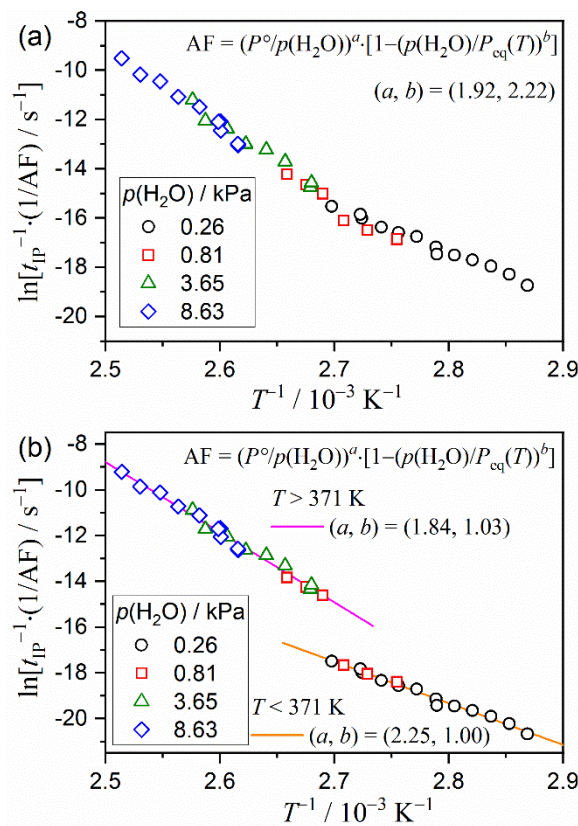 (a)
AF = (P°/p(H₂O))ᵃ·[1−(p(H₂O)/P_eq(T))ᵇ]
(a, b) = (1.92, 2.22)
ln[t_IP⁻¹·(1/AF) / s⁻¹]
-8
-10
-12
-14
-16
-18
-20
p(H₂O) / kPa
0.26
0.81
3.65
8.63
2.5 2.6 2.7 2.8 2.9
T⁻¹ / 10⁻³ K⁻¹
(b)
AF = (P°/p(H₂O))ᵃ·[1−(p(H₂O)/P_eq(T))ᵇ]
T > 371 K
(a, b) = (1.84, 1.03)
ln[t_IP⁻¹·(1/AF) / s⁻¹]
-8
-10
-12
-14
-16
-18
-20
p(H₂O) / kPa
0.26
0.81
3.65
8.63
T < 371 K
(a, b) = (2.25, 1.00)
2.5 2.6 2.7 2.8 2.9
T⁻¹ / 10⁻³ K⁻¹